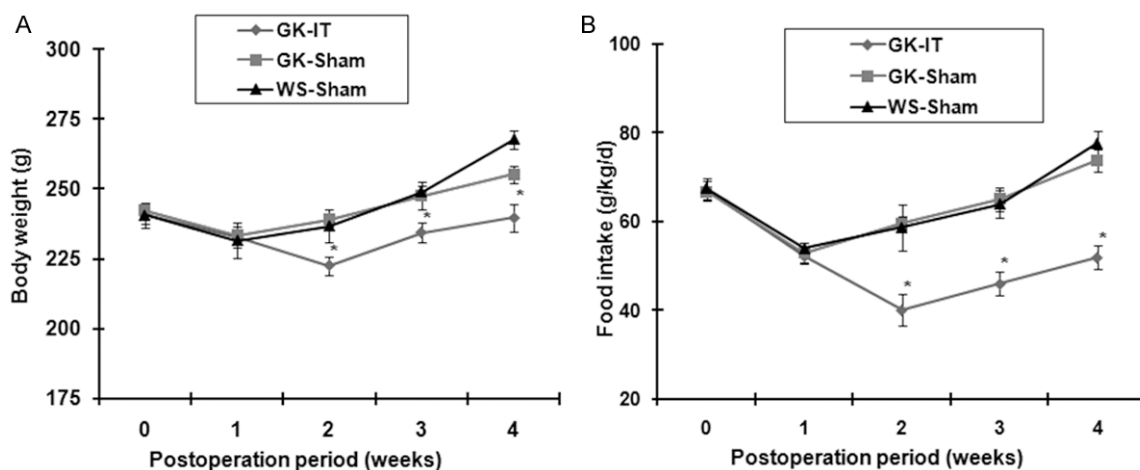 A
GK-IT
GK-Sham
WS-Sham
300
275
250
225
200
175
Body weight (g)
*
*
*
0 1 2 3 4
Postoperation period (weeks)
B
GK-IT
GK-Sham
WS-Sham
100
80
60
40
20
Food intake (g/kg/d)
*
*
*
0 1 2 3 4
Postoperation period (weeks)